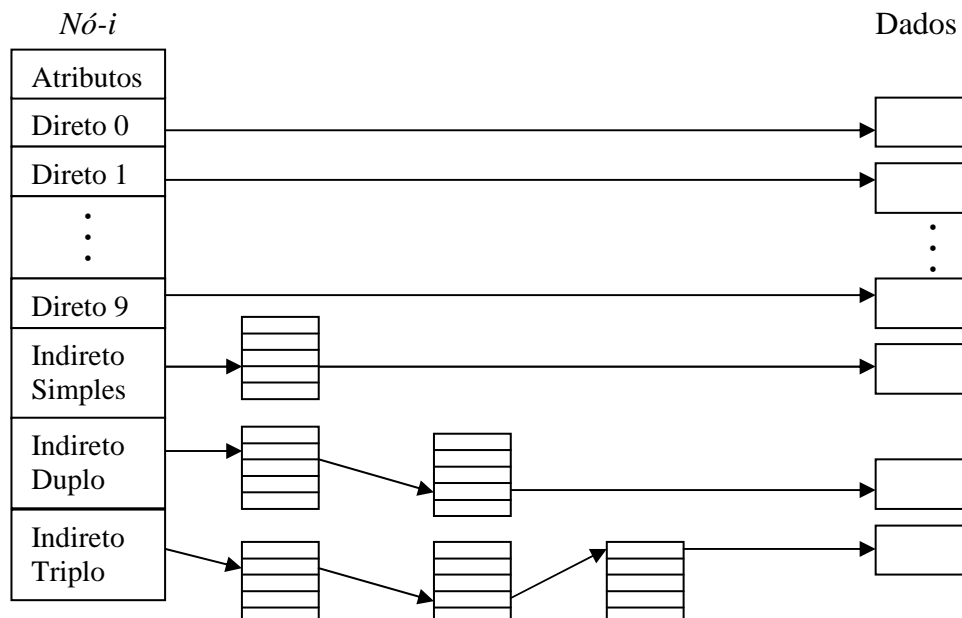 Nó-i
Dados
Atributos
Direto 0
Direto 1
Direto 9
Indireto
Simples
Indireto
Duplo
Indireto
Triplo